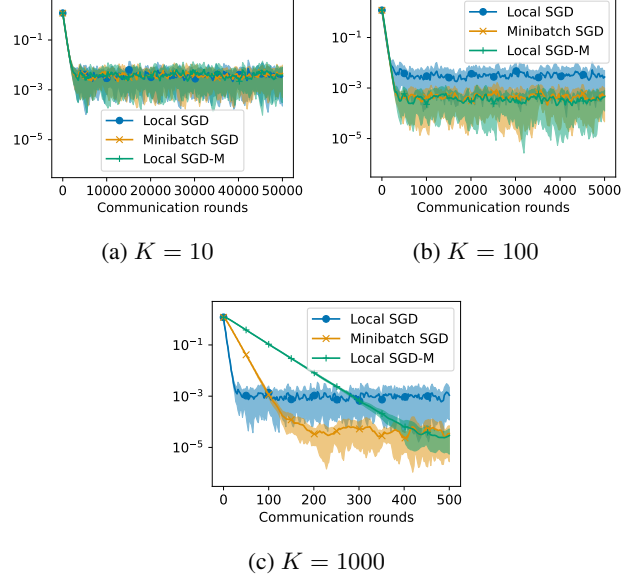 10⁻¹
10⁻³
10⁻⁵
Local SGD
Minibatch SGD
Local SGD-M
0 10000 20000 30000 40000 50000
Communication rounds
(a) K = 10
10⁻¹
10⁻³
10⁻⁵
Local SGD
Minibatch SGD
Local SGD-M
0 1000 2000 3000 4000 5000
Communication rounds
(b) K = 100
10⁻¹
10⁻³
10⁻⁵
Local SGD
Minibatch SGD
Local SGD-M
0 100 200 300 400 500
Communication rounds
(c) K = 1000